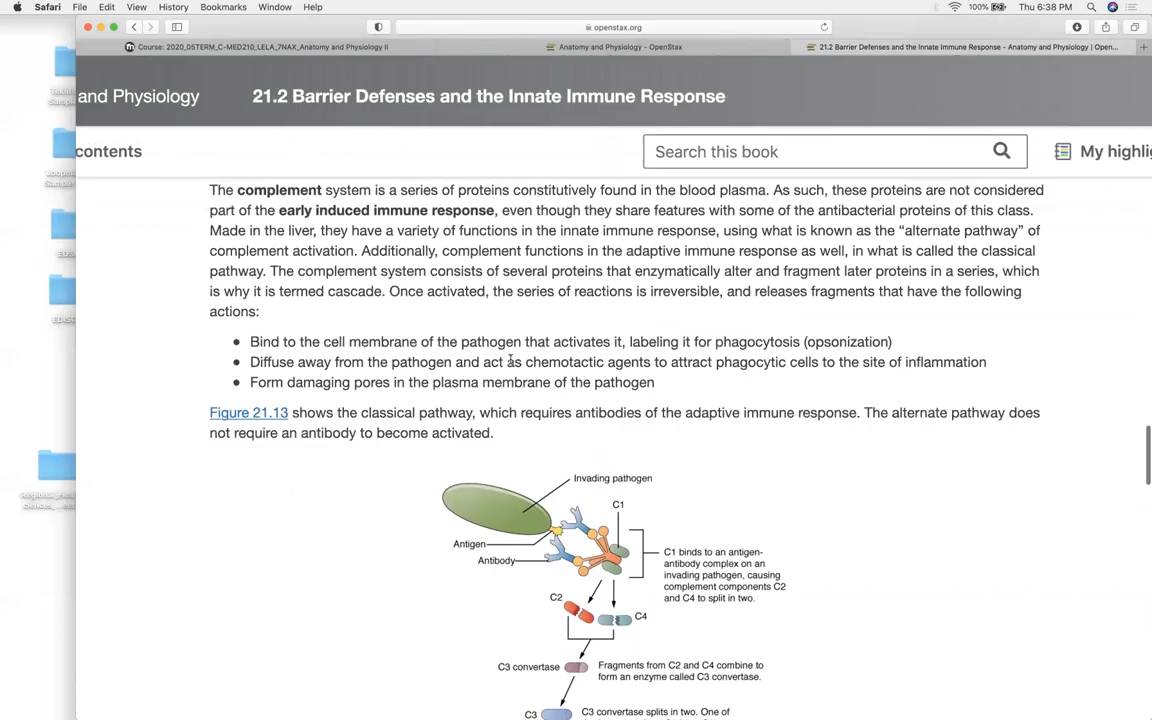 Safari File Edit View History Bookmarks Window Help 100% Thu 6:38 PM
openstax.org
Course: 2020_05TERM_C-MED210_LELA_7NAX_Anatomy and Physiology II Anatomy and Physiology - OpenStax 21.2 Barrier Defenses and the Innate Immune Response - Anatomy and Physiology | Open...
and Physiology 21.2 Barrier Defenses and the Innate Immune Response
contents Search this book My highli
The complement system is a series of proteins constitutively found in the blood plasma. As such, these proteins are not considered
part of the early induced immune response, even though they share features with some of the antibacterial proteins of this class.
Made in the liver, they have a variety of functions in the innate immune response, using what is known as the “alternate pathway” of
complement activation. Additionally, complement functions in the adaptive immune response as well, in what is called the classical
pathway. The complement system consists of several proteins that enzymatically alter and fragment later proteins in a series, which
is why it is termed cascade. Once activated, the series of reactions is irreversible, and releases fragments that have the following
actions:
• Bind to the cell membrane of the pathogen that activates it, labeling it for phagocytosis (opsonization)
• Diffuse away from the pathogen and act as chemotactic agents to attract phagocytic cells to the site of inflammation
• Form damaging pores in the plasma membrane of the pathogen
Figure 21.13 shows the classical pathway, which requires antibodies of the adaptive immune response. The alternate pathway does
not require an antibody to become activated.
Invading pathogen
C1
Antigen
Antibody
C1 binds to an antigen-
antibody complex on an
invading pathogen, causing
complement components C2
and C4 to split in two.
C2
C4
C3 convertase
Fragments from C2 and C4 combine to
form an enzyme called C3 convertase.
C3
C3 convertase splits in two. One of